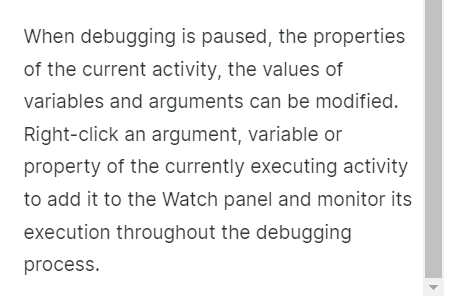 When debugging is paused, the properties
of the current activity, the values of
variables and arguments can be modified.
Right-click an argument, variable or
property of the currently executing activity
to add it to the Watch panel and monitor its
execution throughout the debugging
process.